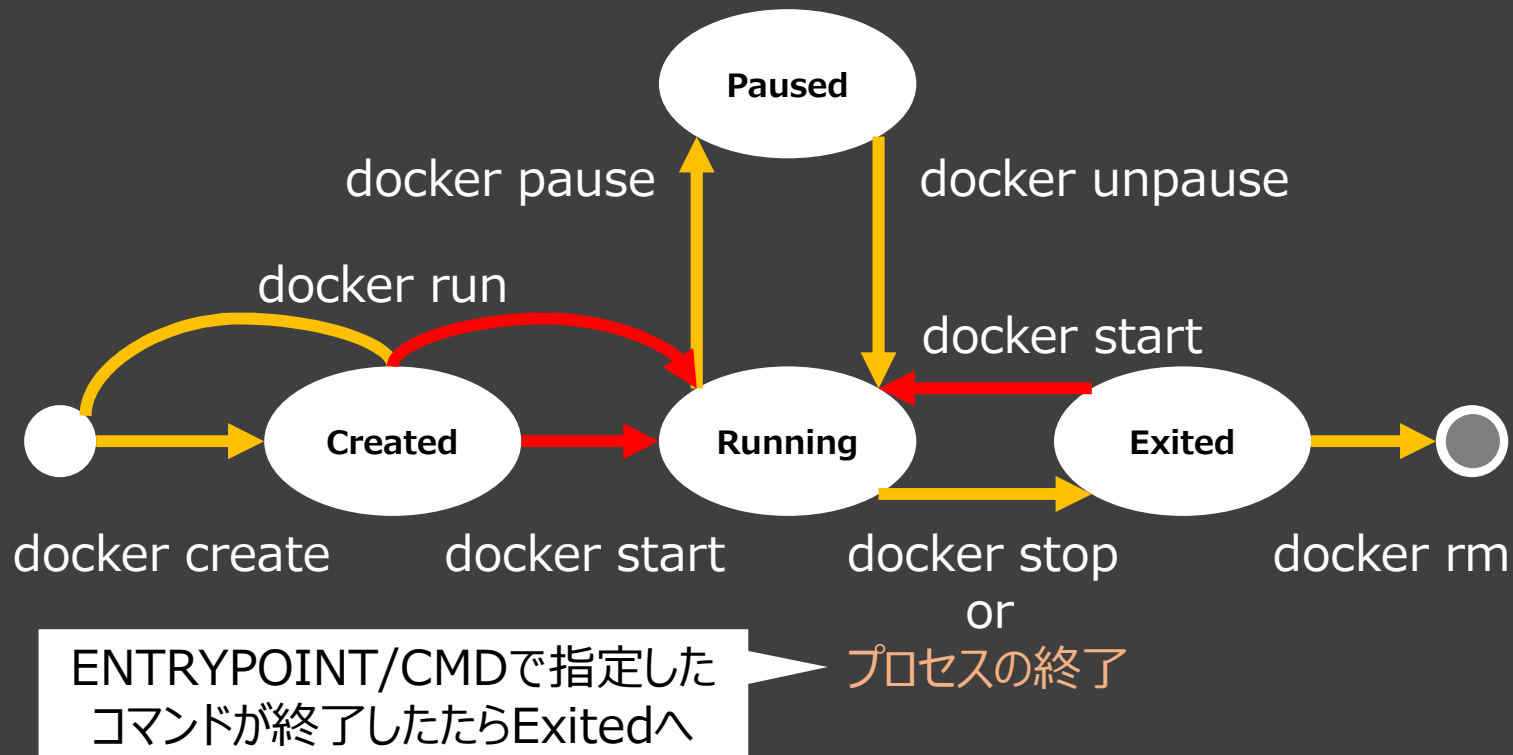 Paused
docker pause
docker unpause
docker run
docker start
Created
Running
Exited
docker create
docker start
docker stop
or
プロセスの終了
docker rm
ENTRYPOINT/CMDで指定した
コマンドが終了したたらExitedへ